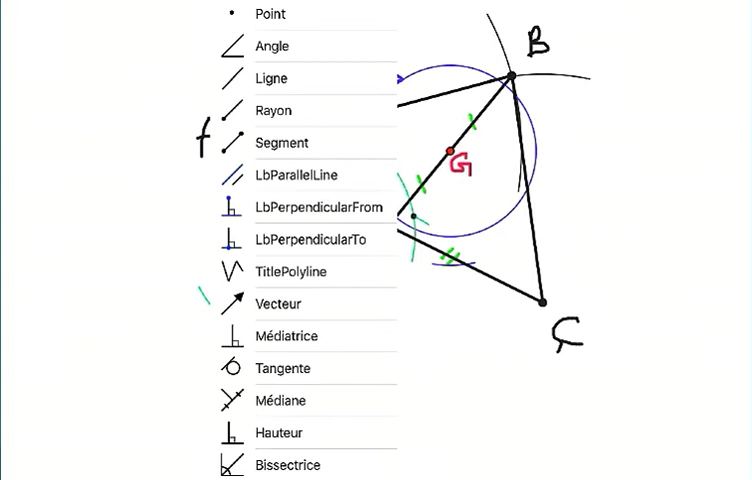 Point
Angle
Ligne
Rayon
f
Segment
LbParallelLine
LbPerpendicularFrom
LbPerpendicularTo
TitlePolyline
Vecteur
Médiatrice
Tangente
Médiane
Hauteur
Bissectrice
B
G
C